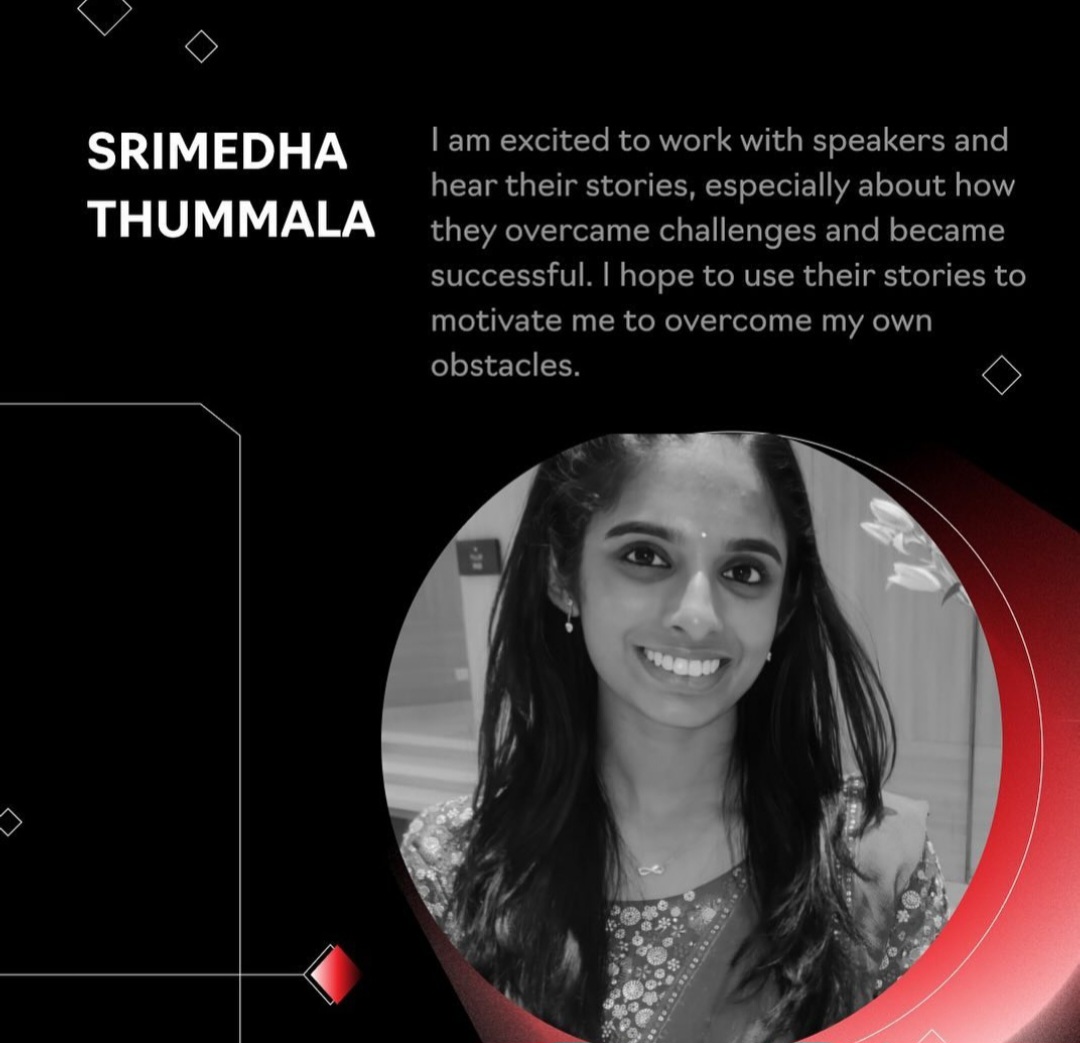 SRIMEDHA
THUMMALA
I am excited to work with speakers and
hear their stories, especially about how
they overcame challenges and became
successful. I hope to use their stories to
motivate me to overcome my own
obstacles.